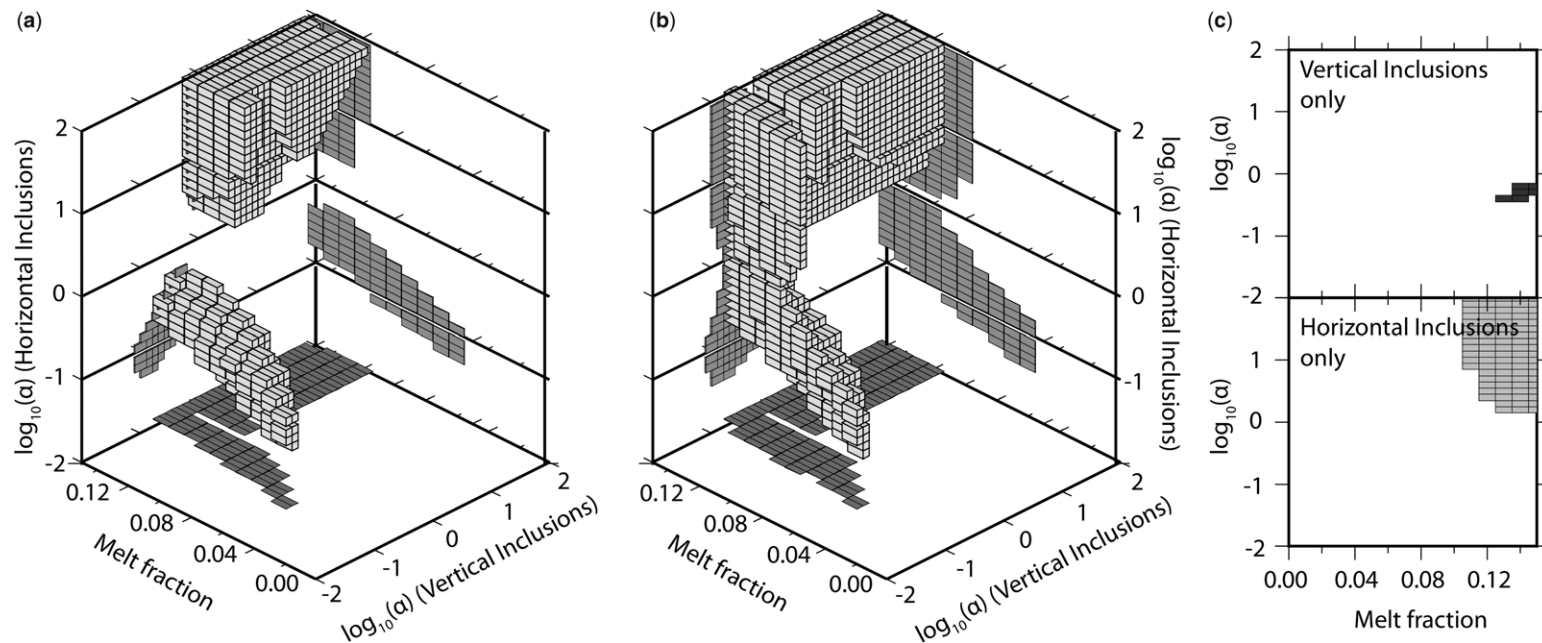 (a)
2
1
0
-1
-2
log10(α) (Horizontal Inclusions)
0.12
0.08
0.04
0.00
Melt fraction
-2
-1
0
1
2
log10(α) (Vertical Inclusions)
(b)
0.12
0.08
0.04
0.00
Melt fraction
-2
-1
0
1
2
log10(α) (Vertical Inclusions)
2
1
0
-1
log10(α) (Horizontal Inclusions)
(c)
Vertical Inclusions
only
2
1
0
-1
-2
log10(α)
Horizontal Inclusions
only
1
0
-1
-2
log10(α)
0.00 0.04 0.08 0.12
Melt fraction